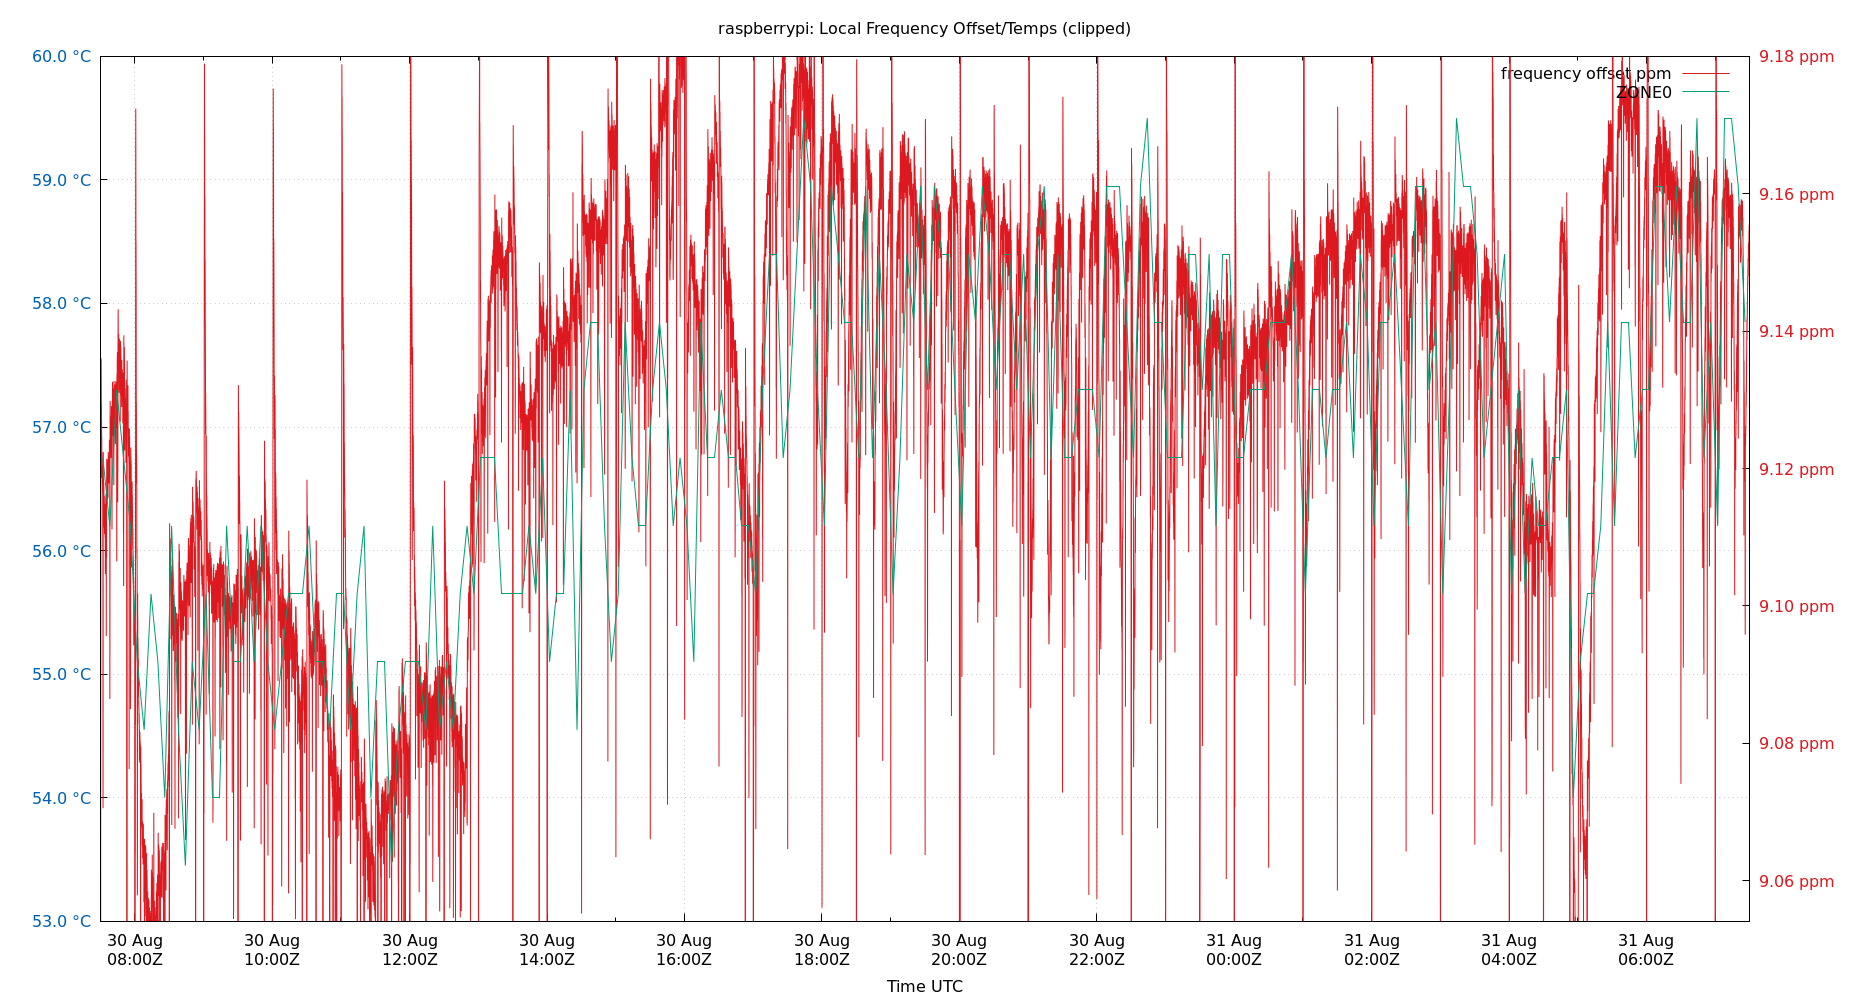 raspberrypi: Local Frequency Offset/Temps (clipped)
60.0 °C
59.0 °C
58.0 °C
57.0 °C
56.0 °C
55.0 °C
54.0 °C
53.0 °C
9.18 ppm
9.16 ppm
9.14 ppm
9.12 ppm
9.10 ppm
9.08 ppm
9.06 ppm
frequency offset ppm
ZONE0
30 Aug
08:00Z
30 Aug
10:00Z
30 Aug
12:00Z
30 Aug
14:00Z
30 Aug
16:00Z
30 Aug
18:00Z
30 Aug
20:00Z
30 Aug
22:00Z
31 Aug
00:00Z
31 Aug
02:00Z
31 Aug
04:00Z
31 Aug
06:00Z
Time UTC